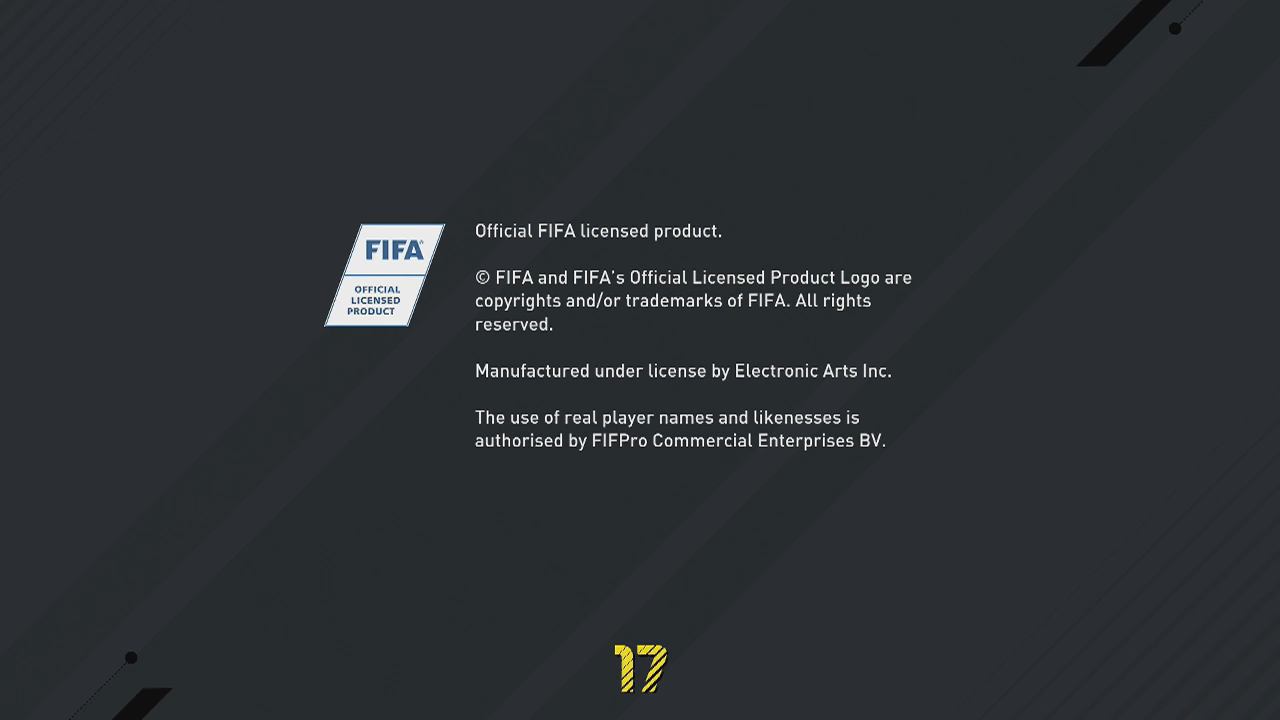 FIFA
OFFICIAL
LICENSED
PRODUCT
Official FIFA licensed product.
© FIFA and FIFA's Official Licensed Product Logo are
copyrights and/or trademarks of FIFA. All rights
reserved.
Manufactured under license by Electronic Arts Inc.
The use of real player names and likenesses is
authorised by FIFPro Commercial Enterprises BV.
17